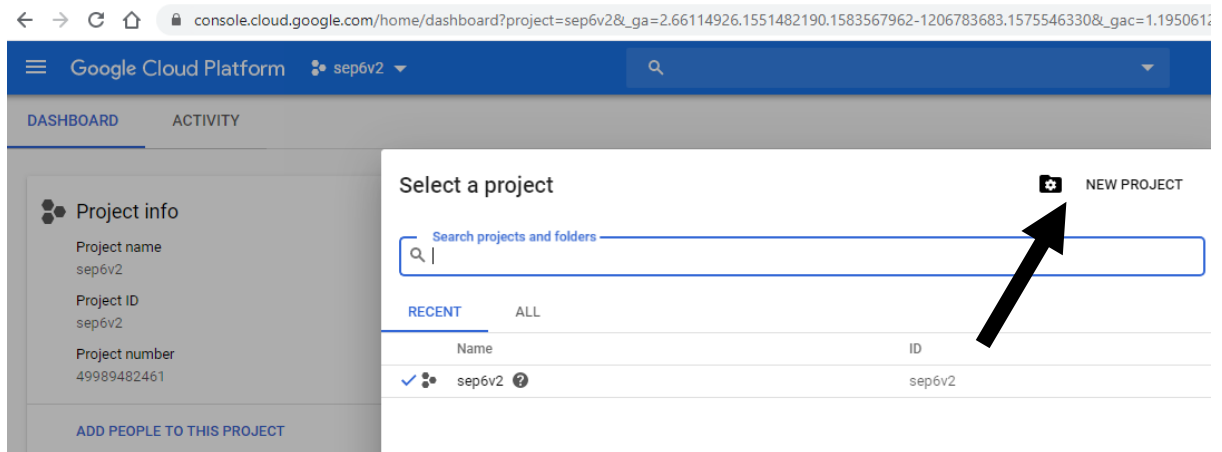 console.cloud.google.com/home/dashboard?project=sep6v2&_ga=2.66114926.1551482190.1583567962-1206783683.1575546330&_gac=1.1950612
Google Cloud Platform sep6v2
DASHBOARD ACTIVITY
Project info
Project name
sep6v2
Project ID
sep6v2
Project number
49989482461
ADD PEOPLE TO THIS PROJECT
Select a project NEW PROJECT
Search projects and folders
RECENT ALL
Name ID
sep6v2 sep6v2